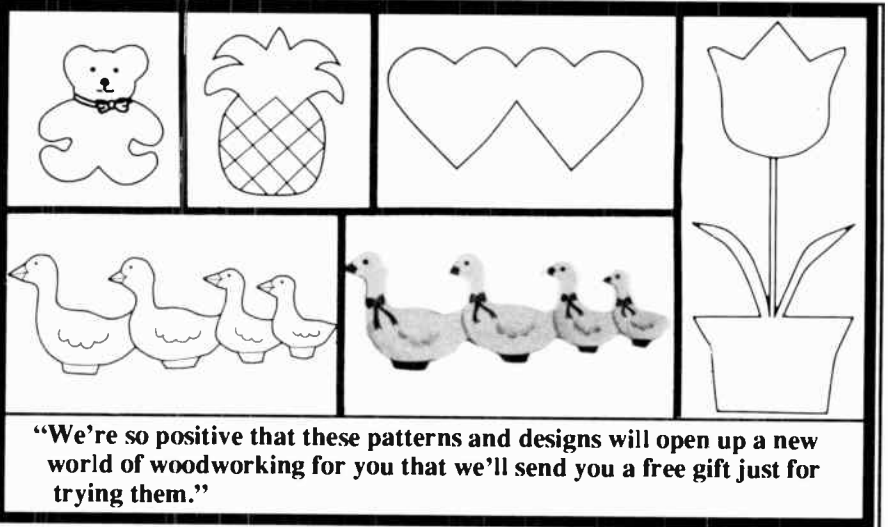 “We’re so positive that these patterns and designs will open up a new
world of woodworking for you that we’ll send you a free gift just for
trying them.”